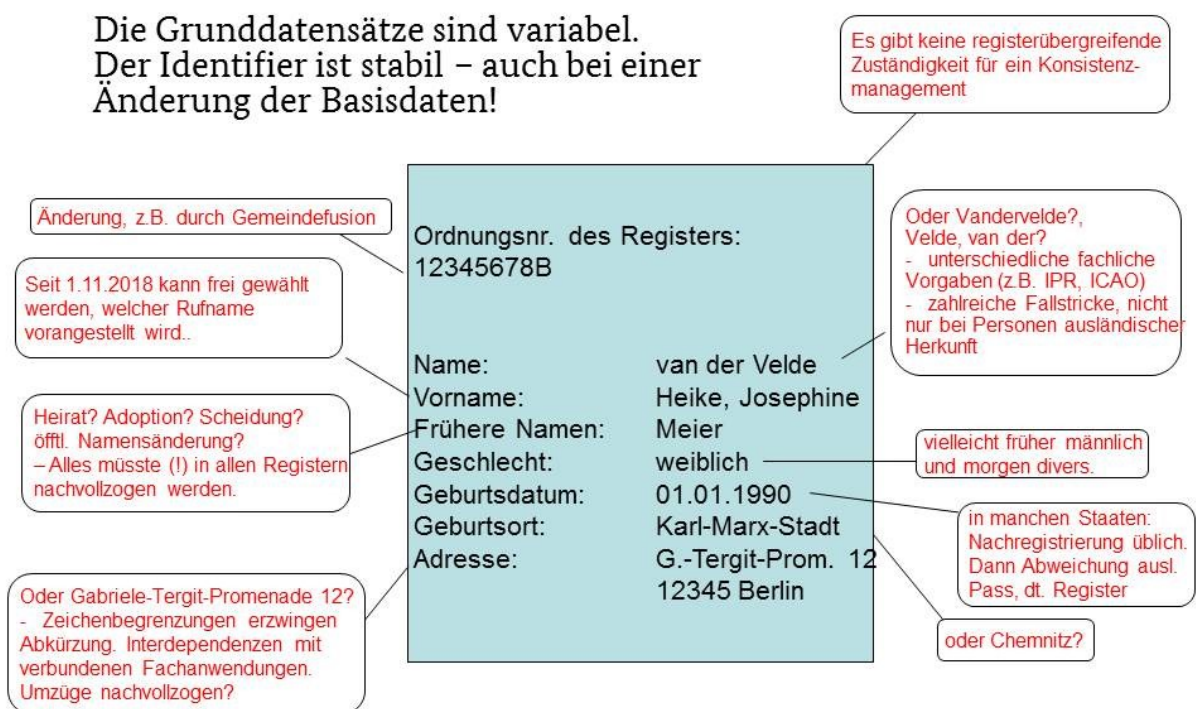 Die Grunddatensätze sind variabel.
Der Identifier ist stabil – auch bei einer
Änderung der Basisdaten!
Es gibt keine registerübergreifende
Zuständigkeit für ein Konsistenz-
management
Änderung, z.B. durch Gemeindefusion
Seit 1.11.2018 kann frei gewählt
werden, welcher Rufname
vorangestellt wird..
Heirat? Adoption? Scheidung?
öfftl. Namensänderung?
– Alles müsste (!) in allen Registern
nachvollzogen werden.
Oder Gabriele-Tergit-Promenade 12?
- Zeichenbegrenzungen erzwingen
Abkürzung. Interdependenzen mit
verbundenen Fachanwendungen.
Umzüge nachvollzogen?
Ordnungsnr. des Registers:
12345678B
Name: van der Velde
Vorname: Heike, Josephine
Frühere Namen: Meier
Geschlecht: weiblich
Geburtsdatum: 01.01.1990
Geburtsort: Karl-Marx-Stadt
Adresse: G.-Tergit-Prom. 12
12345 Berlin
Oder Vandervelde?,
Velde, van der?
- unterschiedliche fachliche
Vorgaben (z.B. IPR, ICAO)
- zahlreiche Fallstricke, nicht
nur bei Personen ausländischer
Herkunft
vielleicht früher männlich
und morgen divers.
in manchen Staaten:
Nachregistrierung üblich.
Dann Abweichung ausl.
Pass, dt. Register
oder Chemnitz?